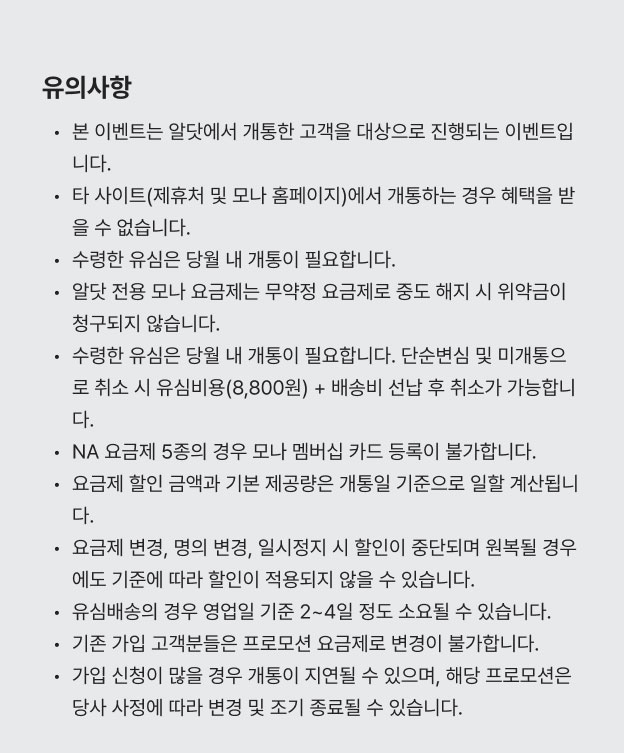 유의사항
• 본 이벤트는 알닷에서 개통한 고객을 대상으로 진행되는 이벤트입
니다.
• 타 사이트(제휴처 및 모나 홈페이지)에서 개통하는 경우 혜택을 받
을 수 없습니다.
• 수령한 유심은 당월 내 개통이 필요합니다.
• 알닷 전용 모나 요금제는 무약정 요금제로 중도 해지 시 위약금이
청구되지 않습니다.
• 수령한 유심은 당월 내 개통이 필요합니다. 단순변심 및 미개통으
로 취소 시 유심비용(8,800원) + 배송비 선납 후 취소가 가능합니
다.
• NA 요금제 5종의 경우 모나 멤버십 카드 등록이 불가합니다.
• 요금제 할인 금액과 기본 제공량은 개통일 기준으로 일할 계산됩니
다.
• 요금제 변경, 명의 변경, 일시정지 시 할인이 중단되며 원복될 경우
에도 기준에 따라 할인이 적용되지 않을 수 있습니다.
• 유심배송의 경우 영업일 기준 2~4일 정도 소요될 수 있습니다.
• 기존 가입 고객분들은 프로모션 요금제로 변경이 불가합니다.
• 가입 신청이 많을 경우 개통이 지연될 수 있으며, 해당 프로모션은
당사 사정에 따라 변경 및 조기 종료될 수 있습니다.